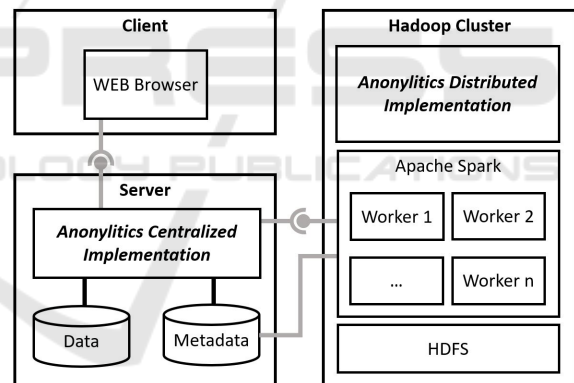 Client
WEB Browser
Server
Anonylitics Centralized
Implementation
Data
Metadata
Hadoop Cluster
Anonylitics Distributed
Implementation
Apache Spark
Worker 1
Worker 2
...
Worker n
HDFS